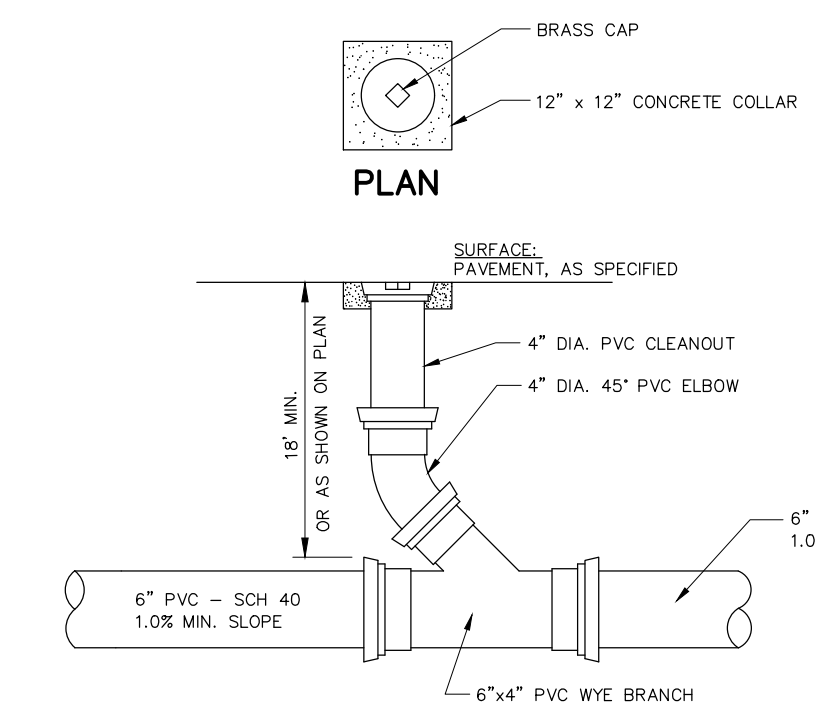 BRASS CAP
12" x 12" CONCRETE COLLAR
PLAN
SURFACE:
PAVEMENT, AS SPECIFIED
4" DIA. PVC CLEANOUT
4" DIA. 45° PVC ELBOW
18' MIN.
OR AS SHOWN ON PLAN
6"
1.0
6" PVC – SCH 40
1.0% MIN. SLOPE
6"x4" PVC WYE BRANCH